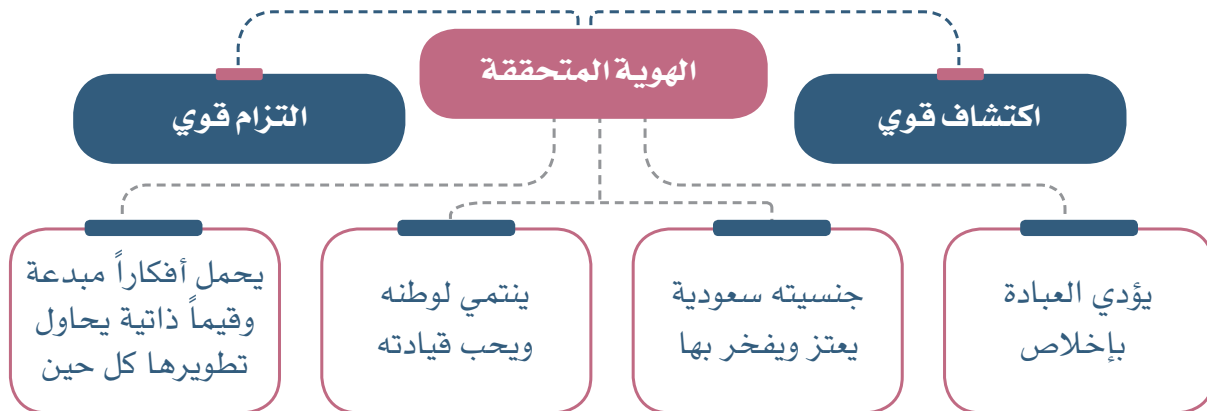 الهوية المتحققة
اكتشاف قوي
التزام قوي
يؤدي العبادة
بإخلاص
جنسيته سعودية
يعتز ويفخر بها
ينتمي لوطنه
ويحب قيادته
يحمل أفكاراً مبدعة
وقيماً ذاتية يحاول
تطويرها كل حين